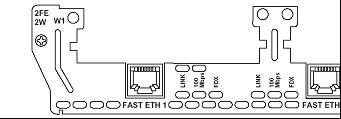 2FE
2W
W1
LINK
100
Mbps
FDX
LINK
100
Mbps
FDX
FAST ETH 1
FAST ETH